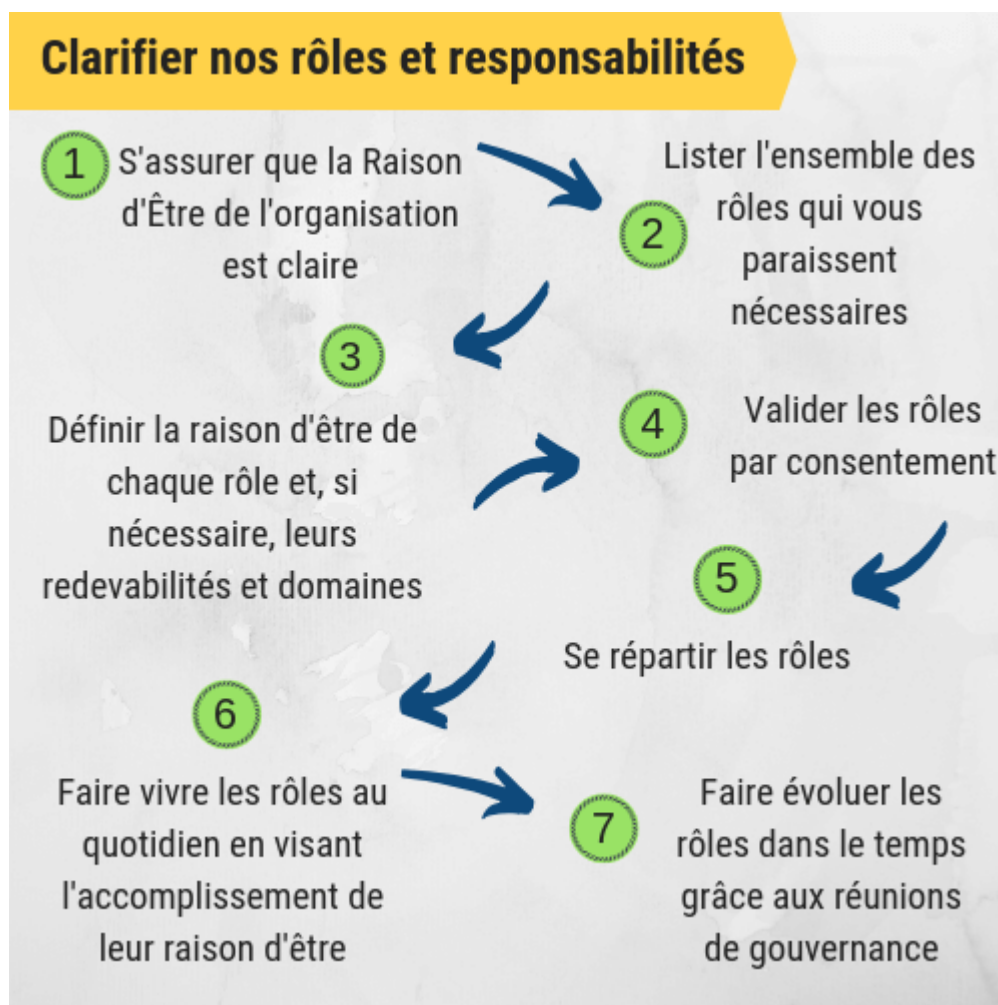 Clarifier nos rôles et responsabilités
1
S'assurer que la Raison
d'Être de l'organisation
est claire
2
Lister l'ensemble des
rôles qui vous
paraissent
nécessaires
3
Définir la raison d'être de
chaque rôle et, si
nécessaire, leurs
redevabilités et domaines
4
Valider les rôles
par consentement
5
Se répartir les rôles
6
Faire vivre les rôles au
quotidien en visant
l'accomplissement de
leur raison d'être
7
Faire évoluer les
rôles dans le temps
grâce aux réunions
de gouvernance